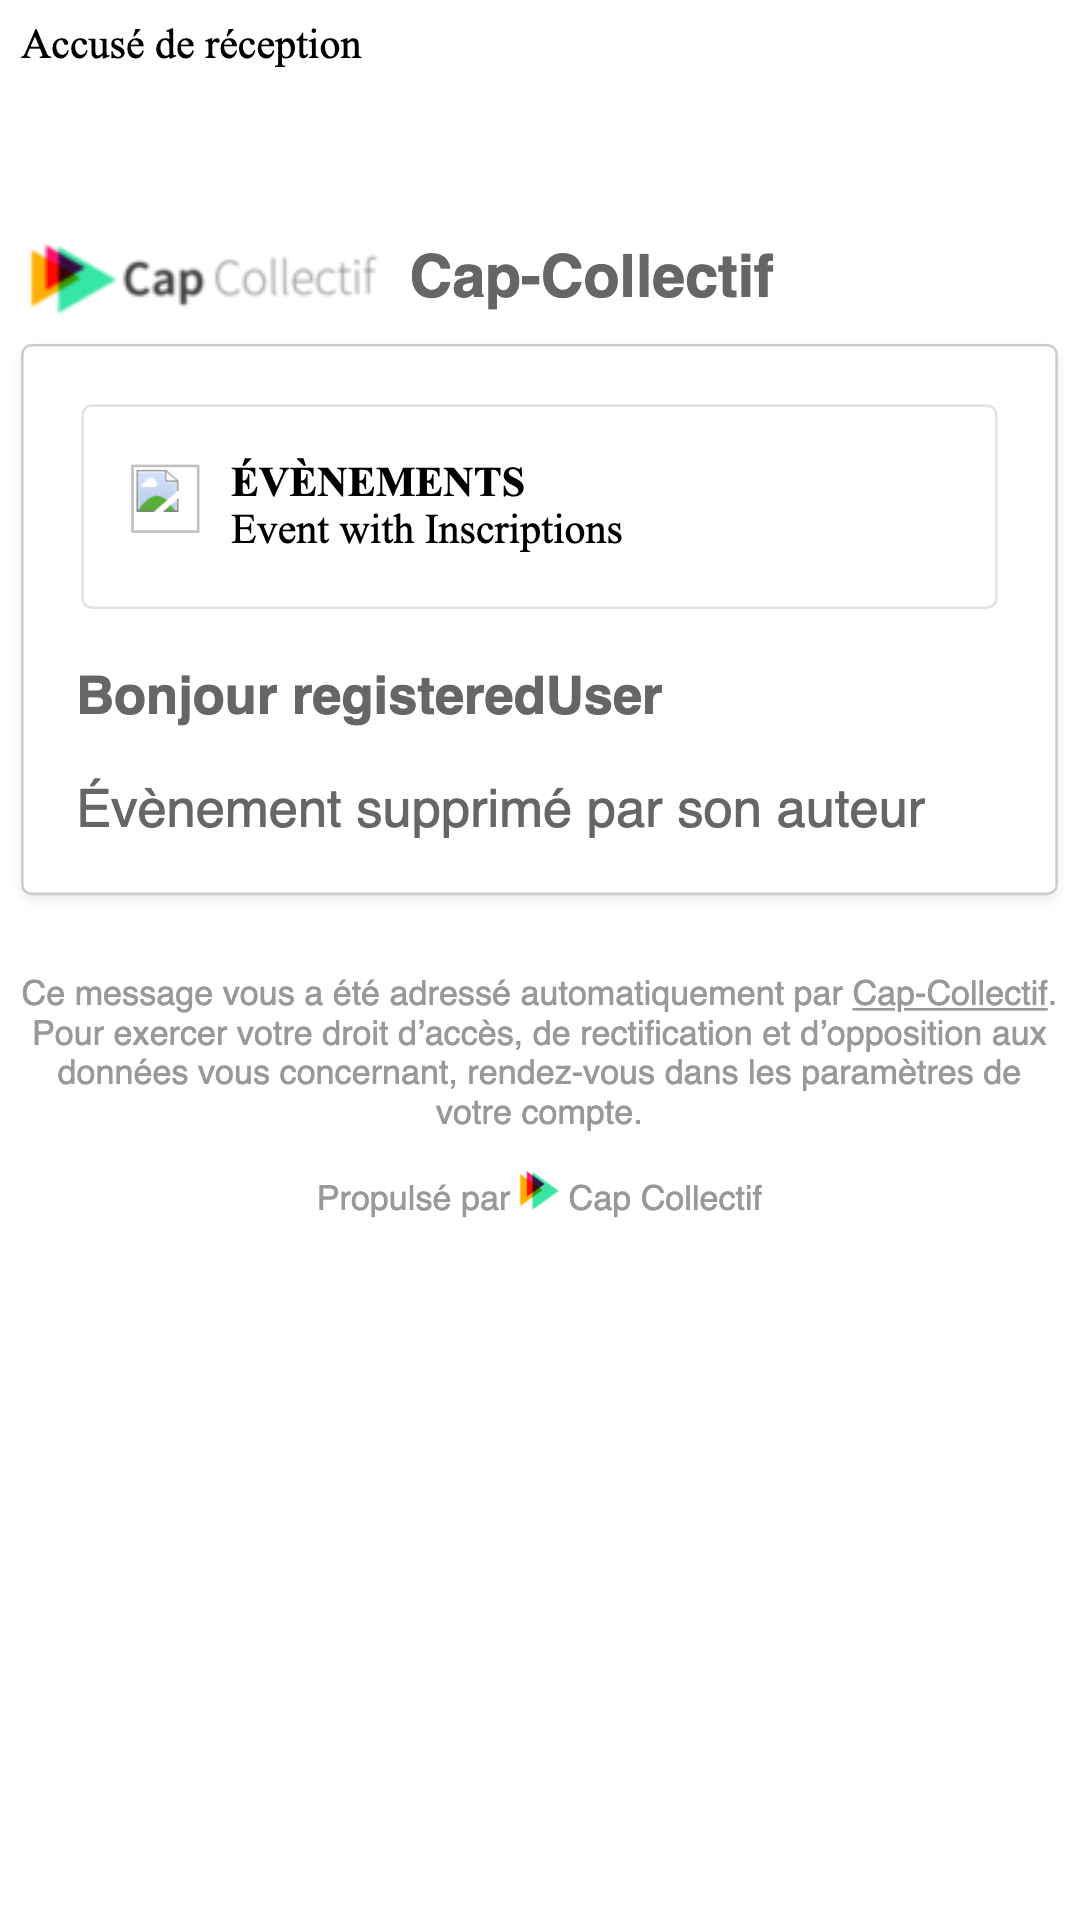 Accusé de réception
Cap Collectif Cap-Collectif
ÉVÈNEMENTS
Event with Inscriptions
Bonjour registeredUser
Évènement supprimé par son auteur
Ce message vous a été adressé automatiquement par Cap-Collectif.
Pour exercer votre droit d’accès, de rectification et d’opposition aux
données vous concernant, rendez-vous dans les paramètres de
votre compte.
Propulsé par Cap Collectif